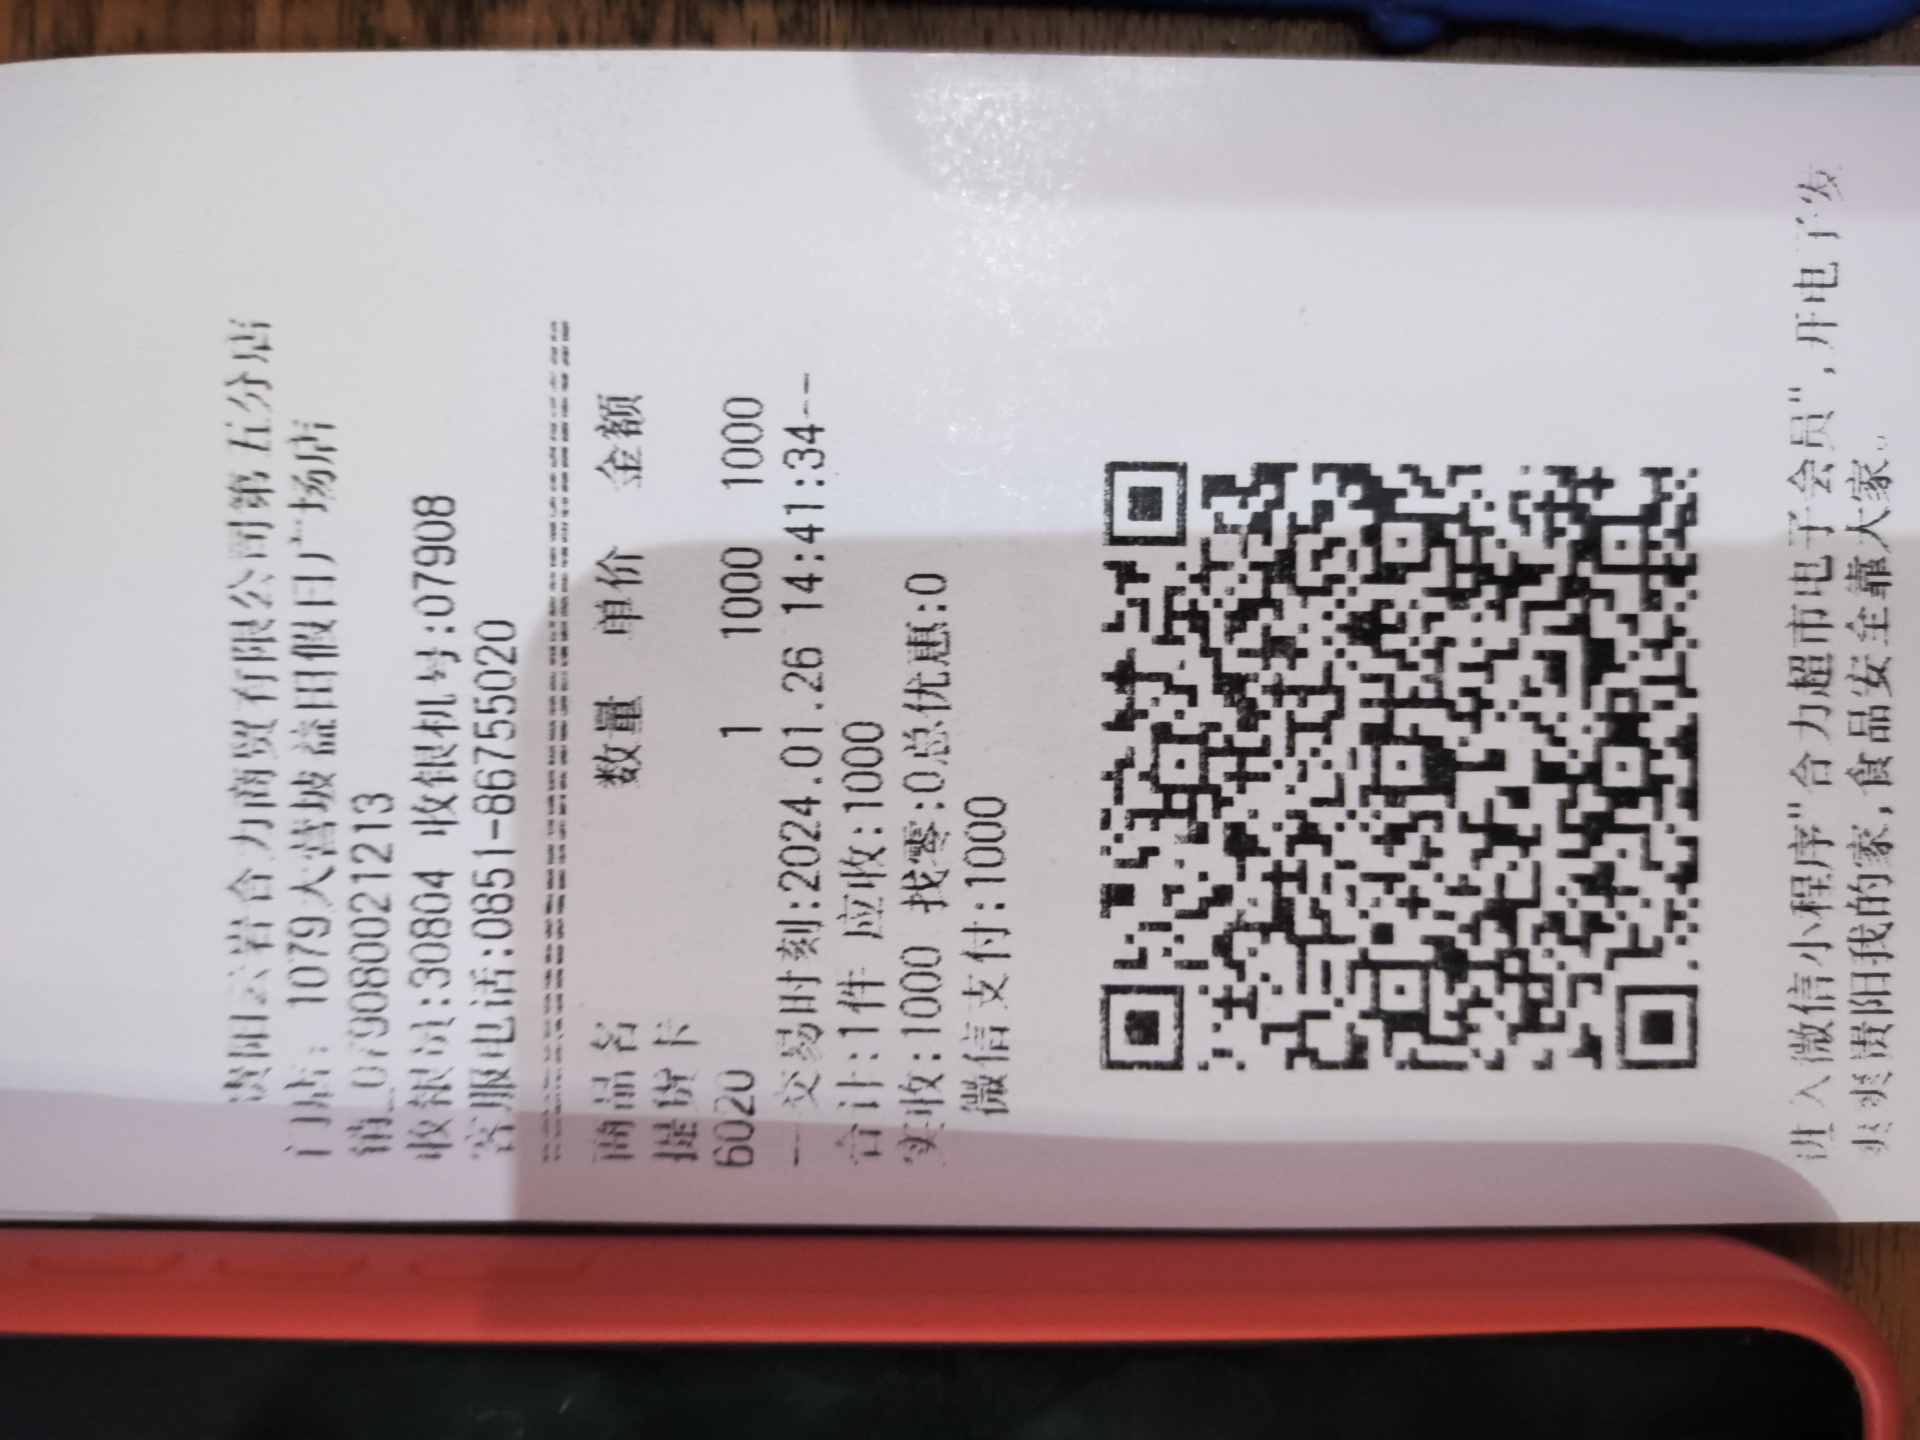 贵阳云岩合力商贸有限公司第五分店
门店: 1079大营坡益田假日广场店
销_079080021213
收银员:30804 收银机号:07908
客服电话:0851-86755020
商品名 数量 单价 金额
提货卡
6020 1 1000 1000
——交易时刻:2024.01.26 14:41:34——
合计:1件 应收:1000
实收:1000 找零:0总优惠:0
微信支付:1000
进入微信小程序"合力超市电子会员",开电子发
爽爽贵阳我的家,食品安全靠大家。